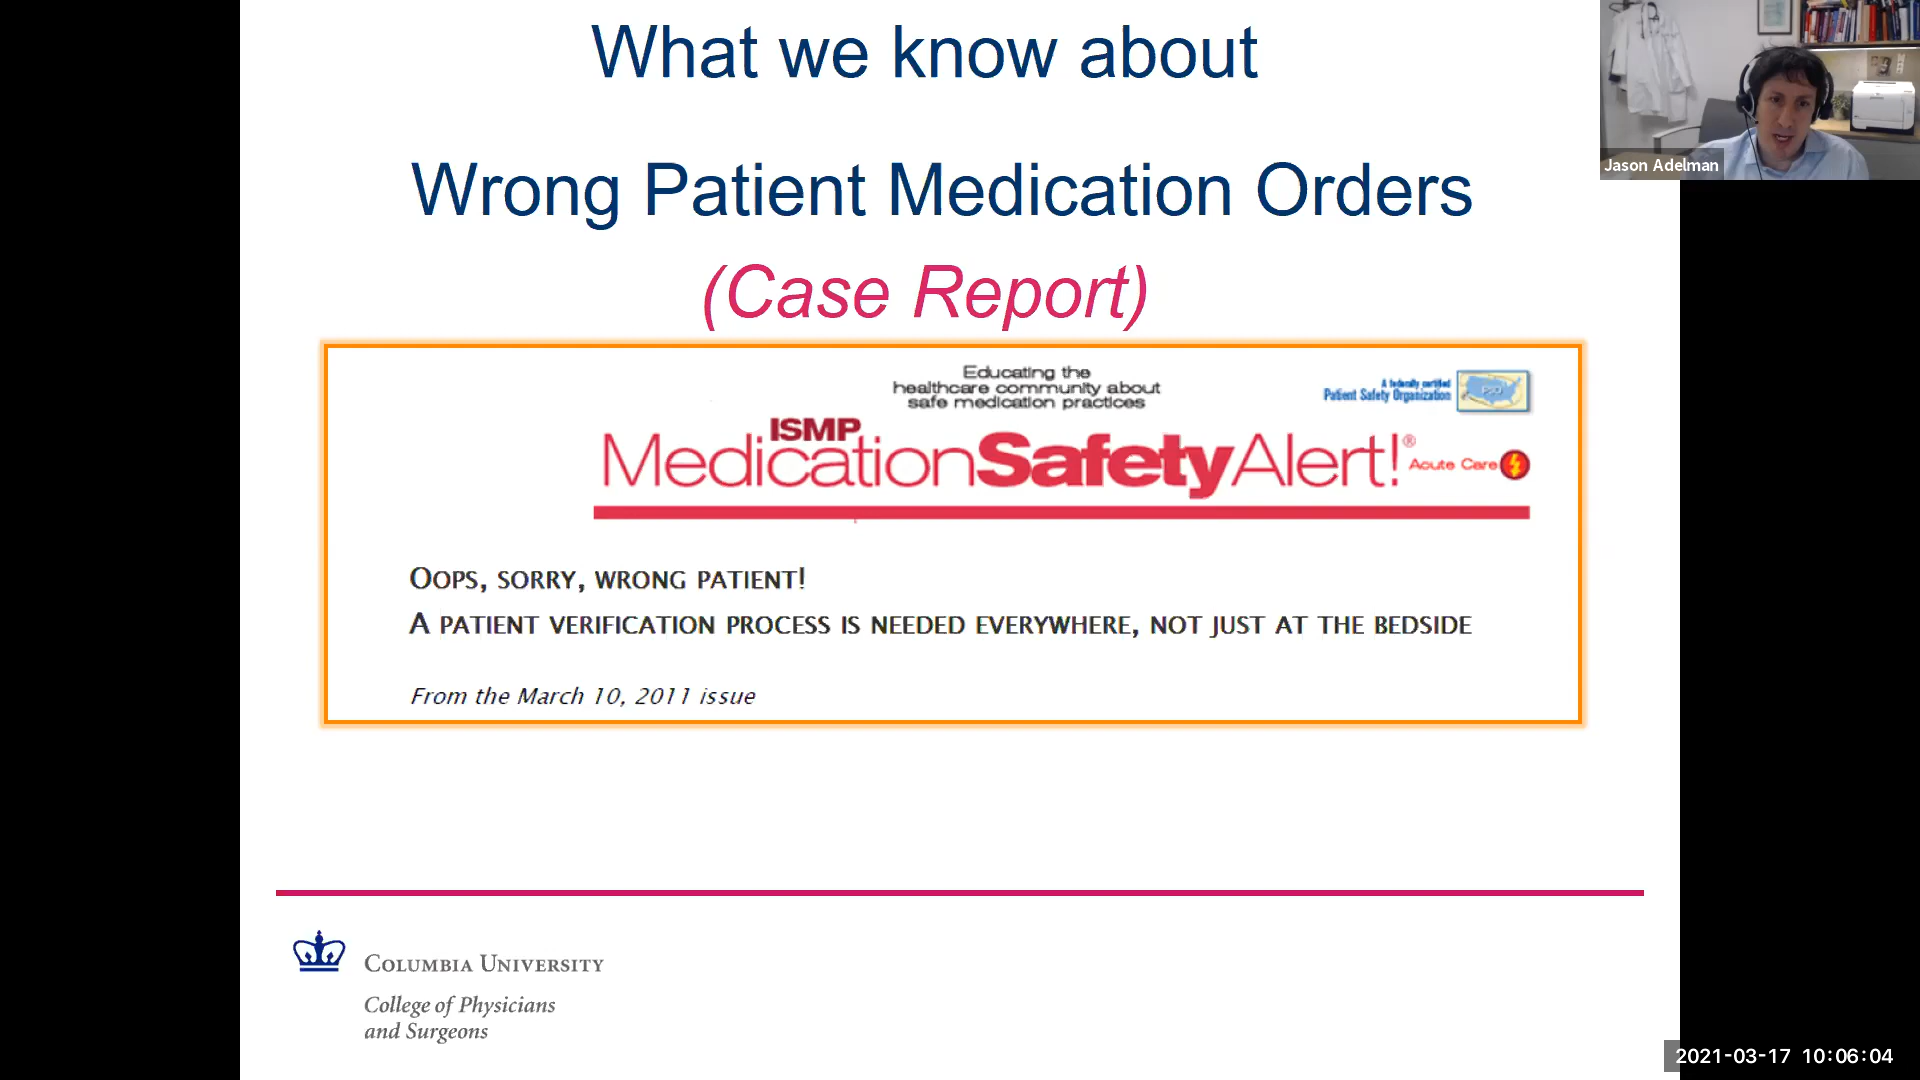 What we know about
Wrong Patient Medication Orders
(Case Report)
Educating the
healthcare community about
safe medication practices
A federally certified
Patient Safety Organization
PSO
ISMP
MedicationSafetyAlert!®
Acute Care
OOPS, SORRY, WRONG PATIENT!
A PATIENT VERIFICATION PROCESS IS NEEDED EVERYWHERE, NOT JUST AT THE BEDSIDE
From the March 10, 2011 issue
COLUMBIA UNIVERSITY
College of Physicians
and Surgeons
Jason Adelman
2021-03-17 10:06:04